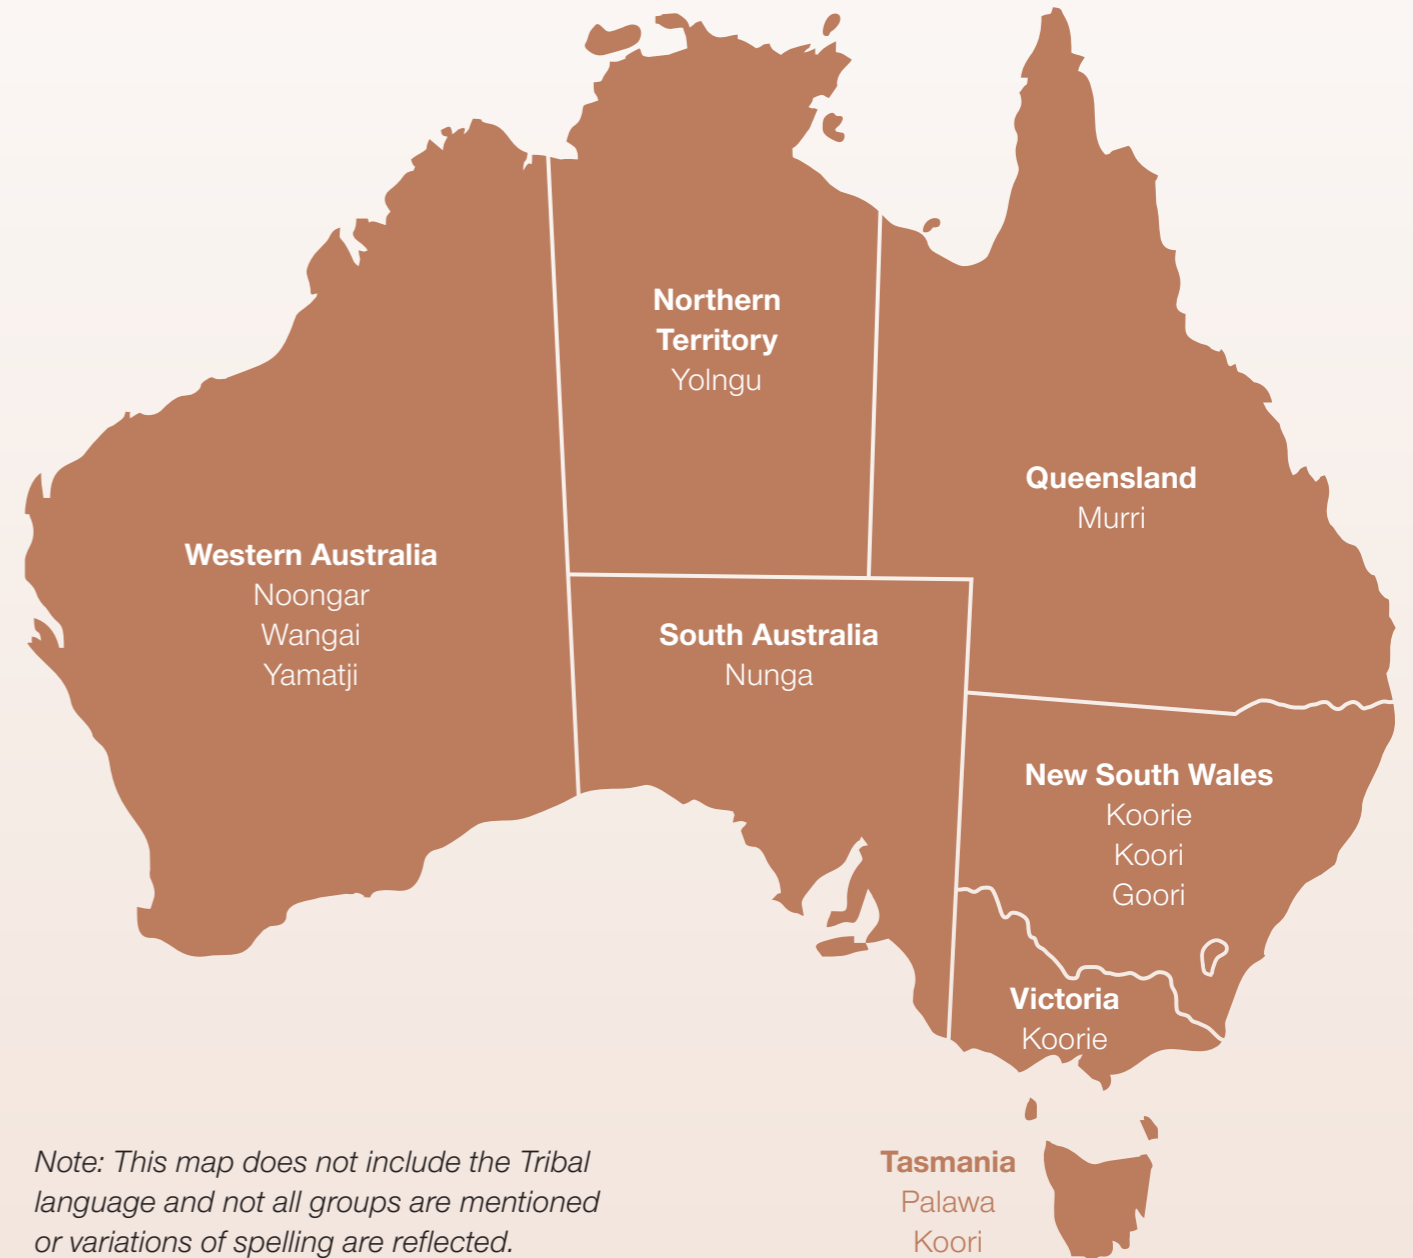 Northern
Territory
Yolngu
Queensland
Murri
Western Australia
Noongar
Wangai
Yamatji
South Australia
Nunga
New South Wales
Koorie
Koori
Goori
Victoria
Koorie
Tasmania
Palawa
Koori
Note: This map does not include the Tribal
language and not all groups are mentioned
or variations of spelling are reflected.